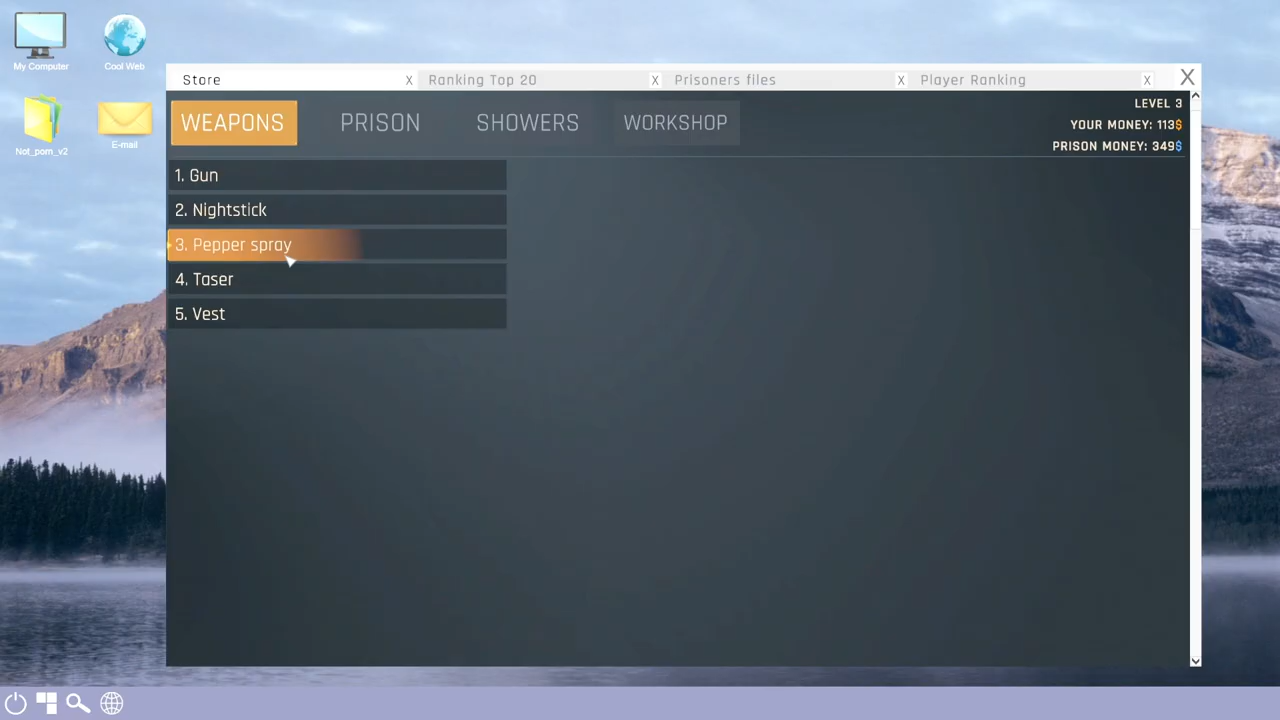 My Computer
Cool Web
Not_porn_v2
E-mail
Store X
Ranking Top 20 X
Prisoners files X
Player Ranking X
X
WEAPONS
PRISON
SHOWERS
WORKSHOP
LEVEL 3
YOUR MONEY: 113$
PRISON MONEY: 349$
1. Gun
2. Nightstick
3. Pepper spray
4. Taser
5. Vest